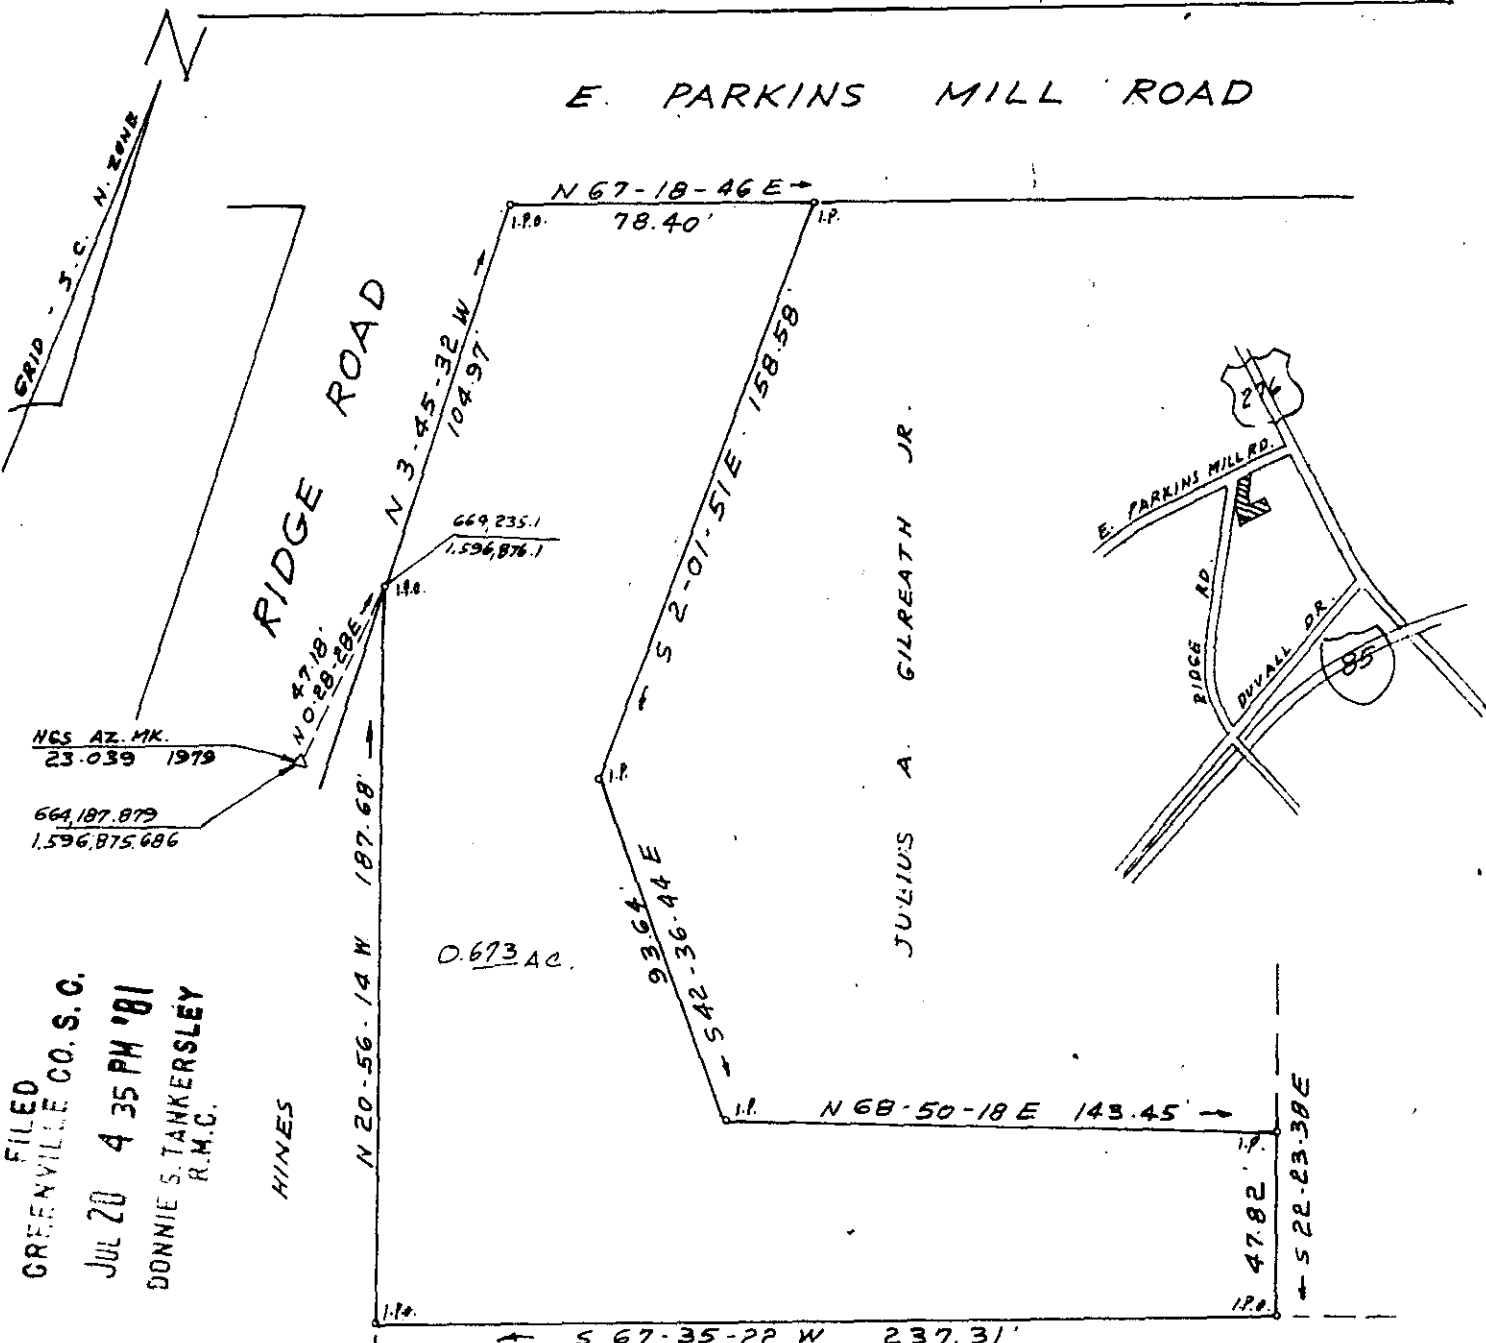 N
E. PARKINS MILL ROAD
GRID - S.C. N. ZONE
N 67-18-46 E
78.40'
I.P.O.
I.P.
RIDGE ROAD
N 3-45-32 W
104.97'
S 2-01-51 E 158.58'
669,235.1
1,596,876.1
I.P.O.
47.18'
N 0-28-28 E
NGS AZ. MK.
23-039 1979
664,187.879
1,596,875.686
I.P.
JULIUS A. GILREATH JR.
276
E. PARKINS MILL RD.
RIDGE RD
DUVALL DR.
85
N 20-56-14 W 187.68'
93.64'
S 42-36-44 E
0.673 AC.
FILED
GREENVILLE CO. S. C.
JUL 20 4 35 PM '81
DONNIE S. TANKERSLEY
R.M.C.
HINES
I.P.
N 68-50-18 E 143.45'
I.P.
47.82'
S 22-23-38 E
I.P.O.
I.P.O.
S 67-35-22 W 237.31'